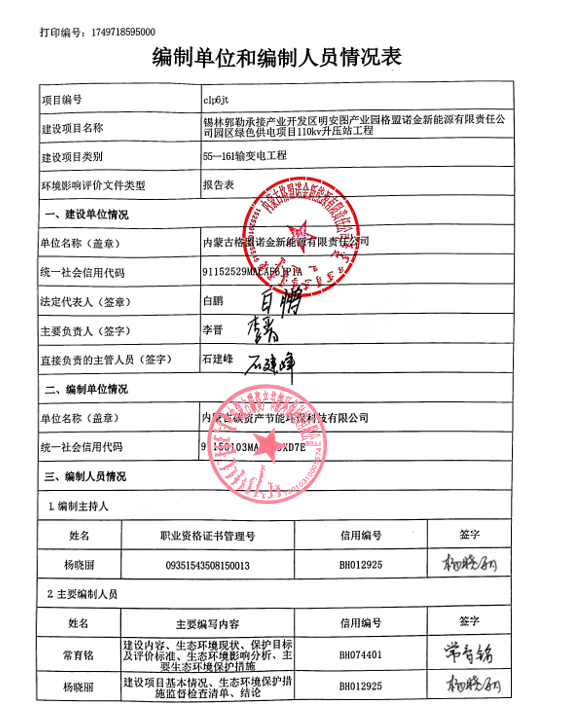 打印编号：1749718595000
编制单位和编制人员情况表
项目编号 clp6jt
建设项目名称 锡林郭勒承接产业开发区明安图产业园格盟诺金新能源有限责任公
司园区绿色供电项目110kv升压站工程
建设项目类别 55--161输变电工程
环境影响评价文件类型 报告表
一、建设单位情况
单位名称（盖章） 内蒙古格盟诺金新能源有限责任公司
统一社会信用代码
法定代表人（签章） 白鹏 白鹏
主要负责人（签字） 李晋 李晋
直接负责的主管人员（签字） 石建峰 石建峰
二、编制单位情况
单位名称（盖章） 内蒙古碳资产节能环保科技有限公司
统一社会信用代码
三、编制人员情况
1.编制主持人
姓名 职业资格证书管理号 信用编号 签字
杨晓丽 09351543508150013 BH012925 杨晓丽
2.主要编制人员
姓名 主要编写内容 信用编号 签字
常育铭 建设内容、生态环境现状、保护目标
及评价标准、生态环境影响分析、主
要生态环境保护措施 BH074401 常育铭
杨晓丽 建设项目基本情况、生态环境保护措
施监督检查清单、结论 BH012925 杨晓丽